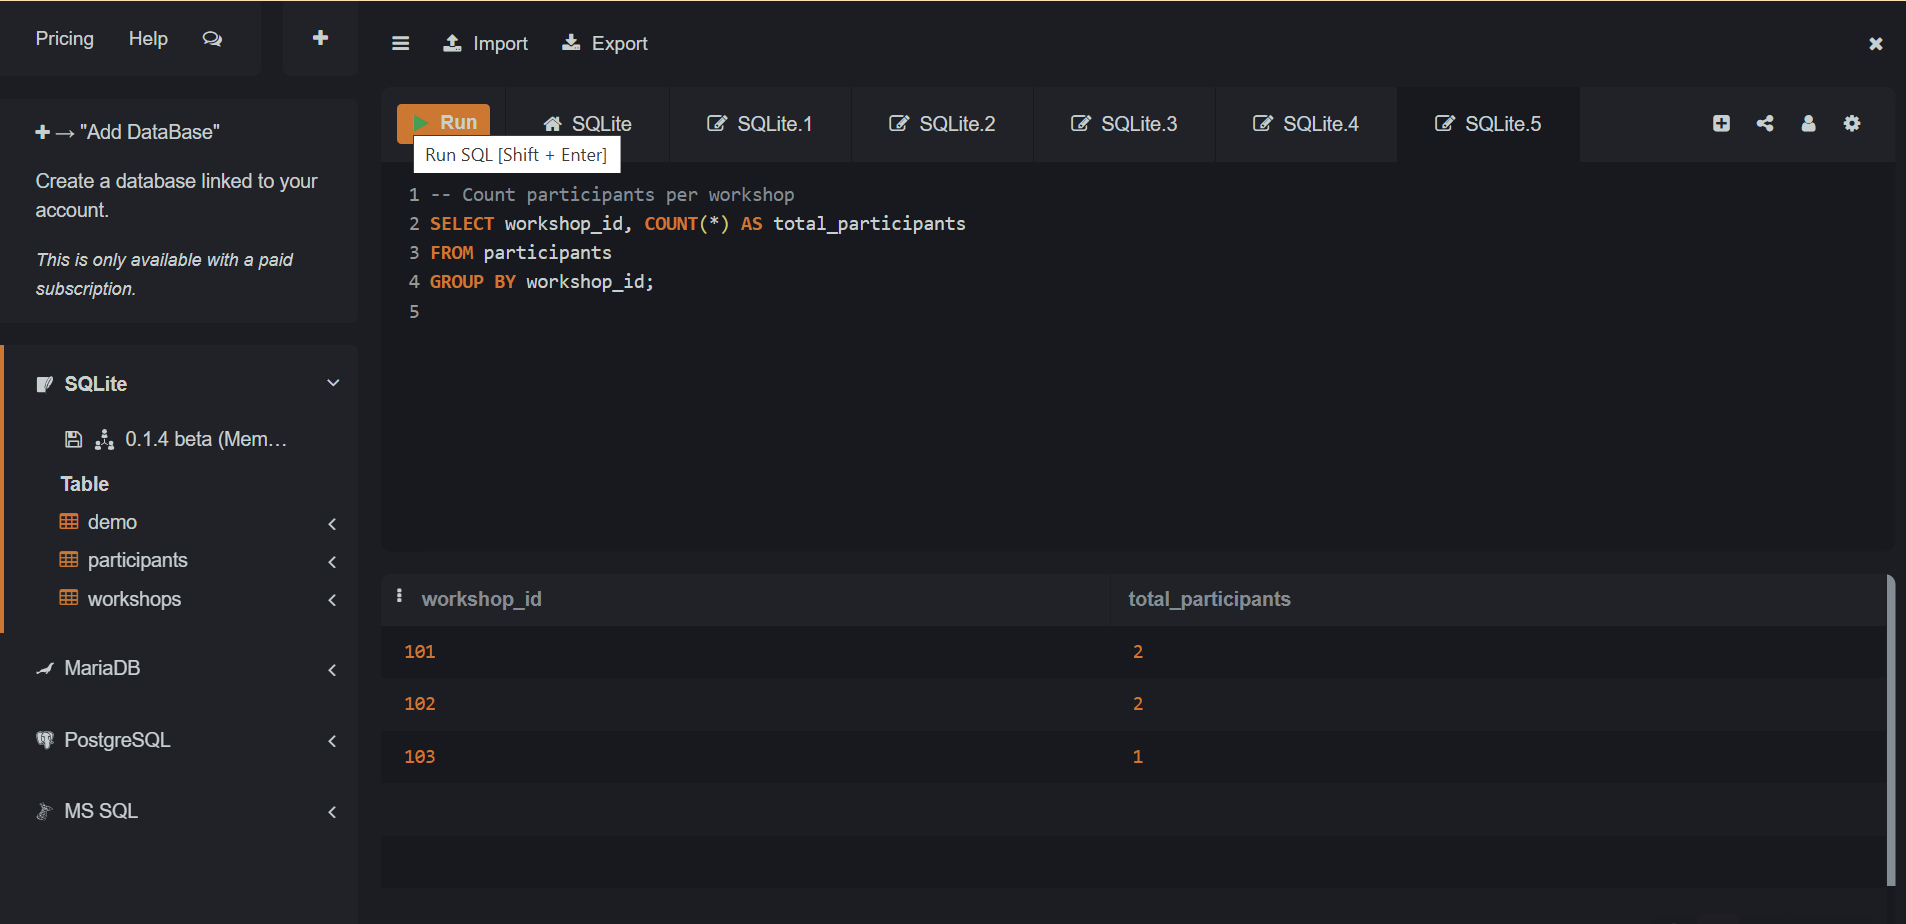 Pricing Help
Import Export
+ → "Add DataBase"
Create a database linked to your
account.
This is only available with a paid
subscription.
SQLite
0.1.4 beta (Mem...
Table
demo
participants
workshops
MariaDB
PostgreSQL
MS SQL
Run SQLite SQLite.1 SQLite.2 SQLite.3 SQLite.4 SQLite.5
Run SQL [Shift + Enter]
1 -- Count participants per workshop
2 SELECT workshop_id, COUNT(*) AS total_participants
3 FROM participants
4 GROUP BY workshop_id;
5
workshop_id total_participants
101 2
102 2
103 1